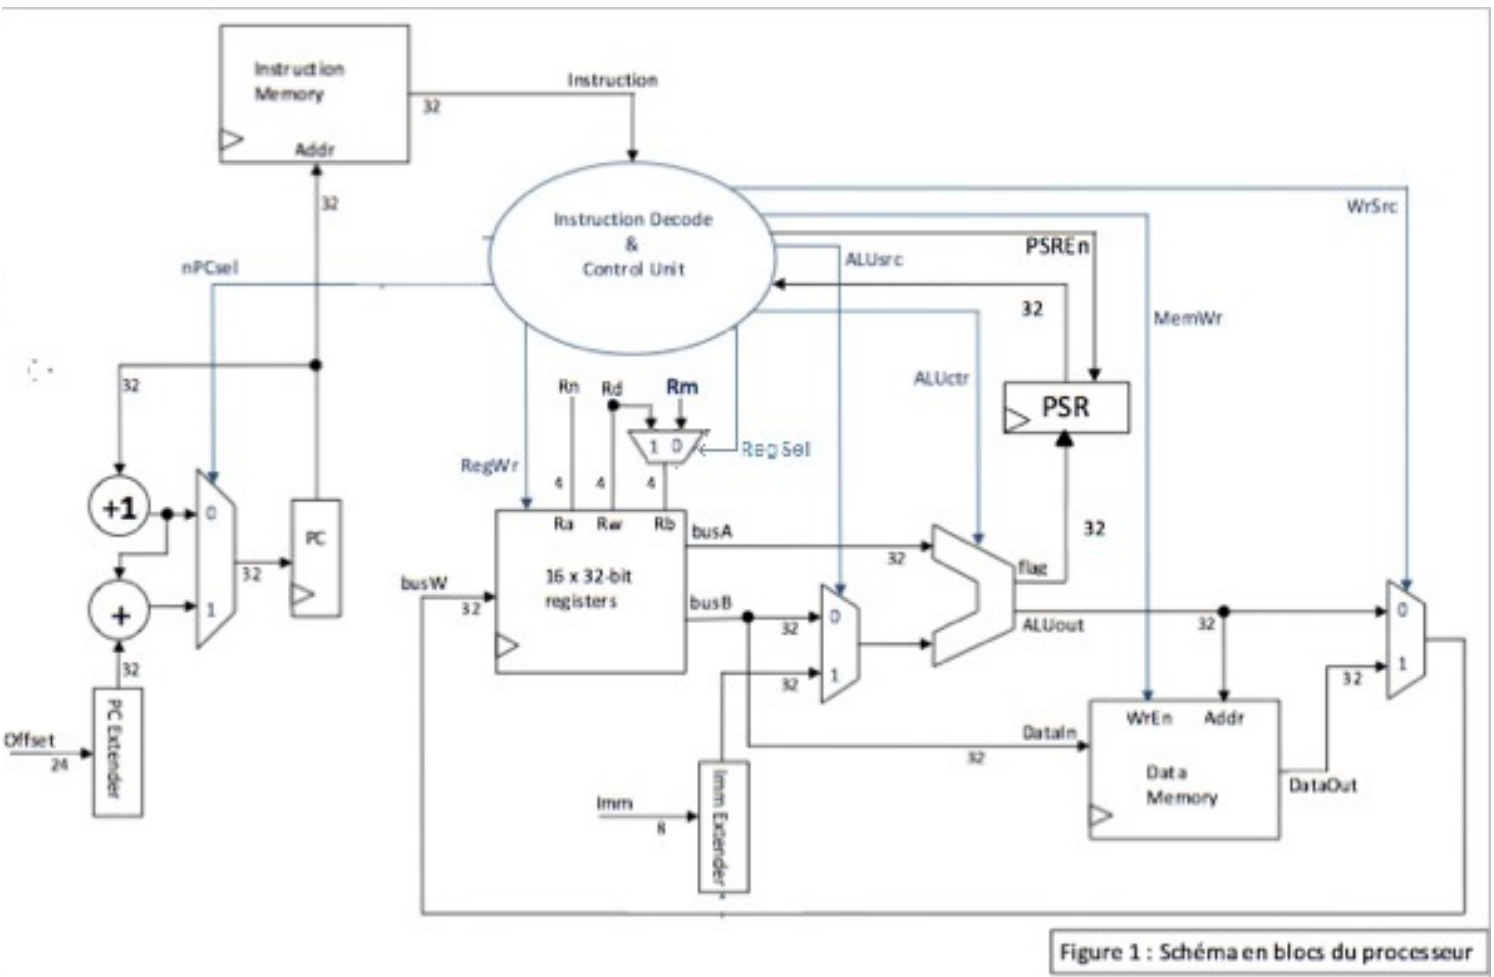 Instruction
Memory
Addr
32
Instruction
32
Instruction Decode
&
Control Unit
nPCsel
WrSrc
PSREn
ALUsrc
32
MemWr
ALUctr
PSR
32
Rn
Rd
Rm
1 0
RegSel
RegWr
4
4
4
+1
0
PC
32
+
1
32
PC Extender
Offset
24
Ra
Rw
Rb
16 x 32-bit
registers
busW
32
busA
32
busB
32
0
1
32
flag
32
ALUout
32
0
1
32
Imm
8
Imm Extender
DataIn
32
WrEn
Addr
Data
Memory
DataOut
Figure 1 : Schéma en blocs du processeur